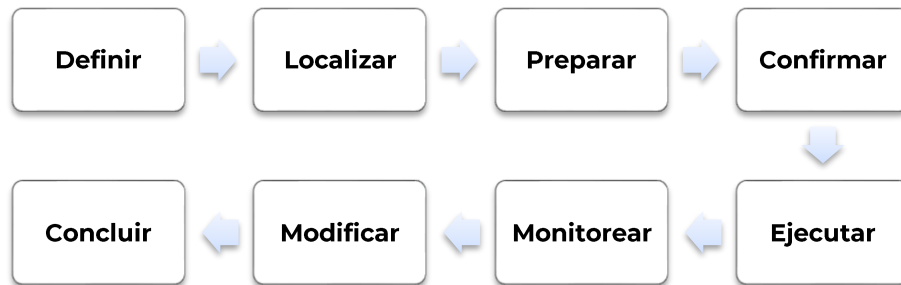 Definir
Localizar
Preparar
Confirmar
Ejecutar
Monitorear
Modificar
Concluir